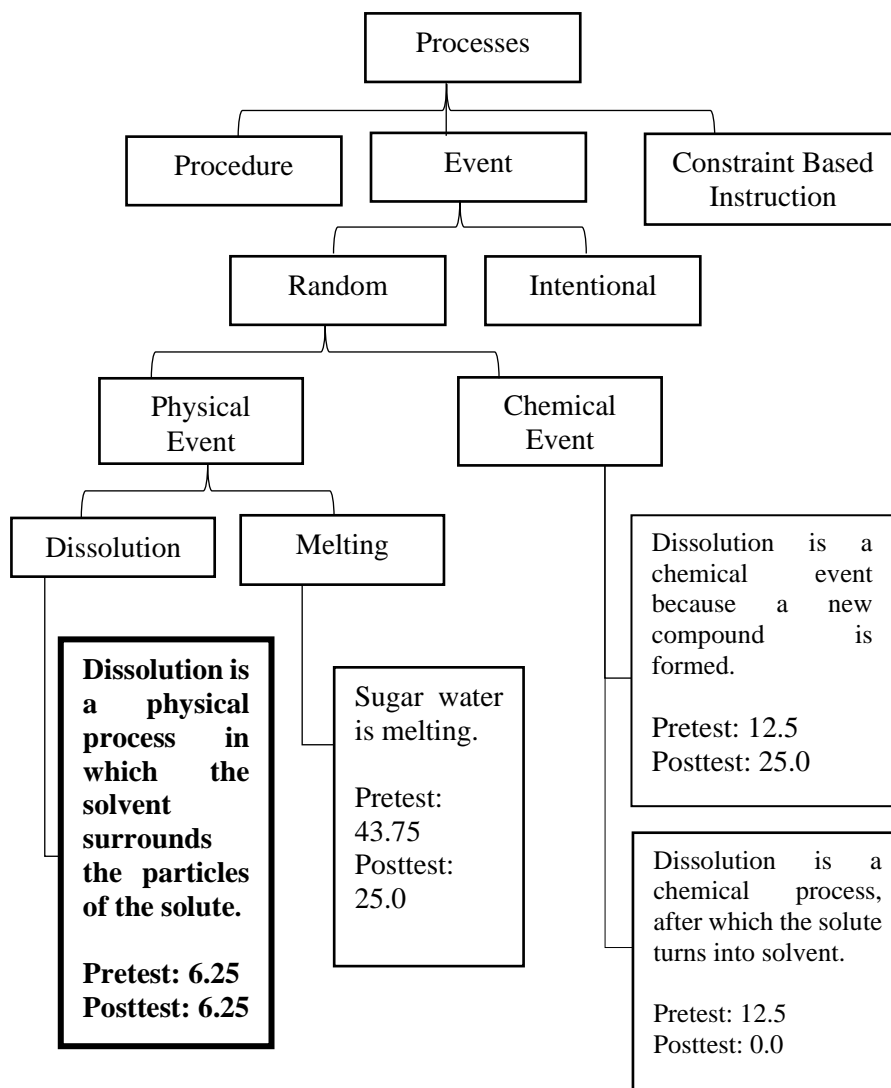 Processes
Procedure
Event
Constraint Based
Instruction
Random
Intentional
Physical
Event
Chemical
Event
Dissolution
Melting
Dissolution is
a physical
process in
which the
solvent
surrounds
the particles
of the solute.
Pretest: 6.25
Posttest: 6.25
Sugar water
is melting.
Pretest:
43.75
Posttest:
25.0
Dissolution is a
chemical event
because a new
compound is
formed.
Pretest: 12.5
Posttest: 25.0
Dissolution is a
chemical process,
after which the solute
turns into solvent.
Pretest: 12.5
Posttest: 0.0